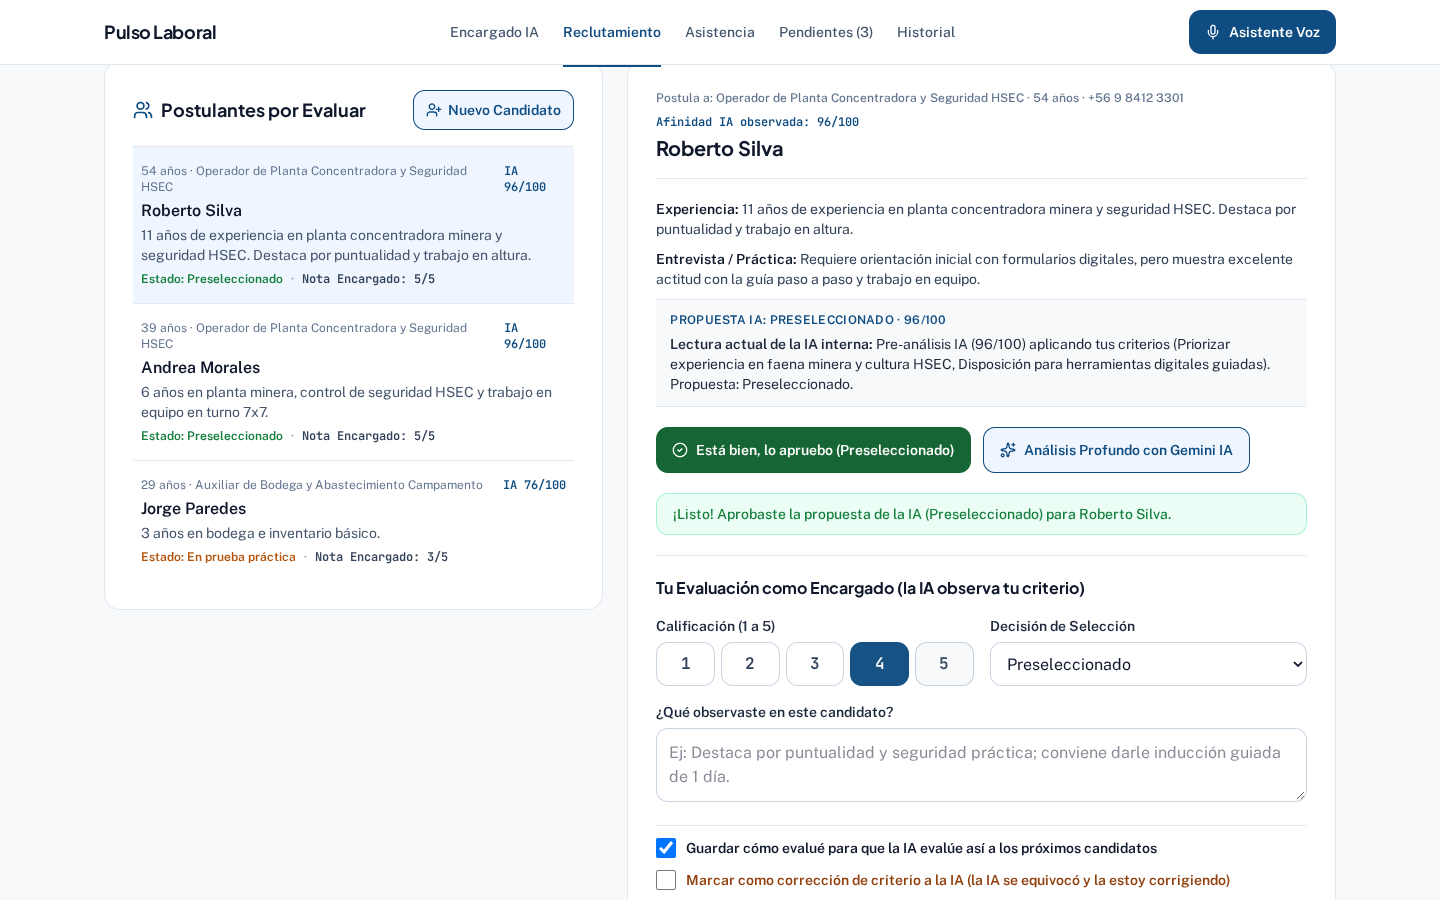 Pulso Laboral
Encargado IA
Reclutamiento
Asistencia
Pendientes (3)
Historial
Asistente Voz
Postulantes por Evaluar
Nuevo Candidato
54 años · Operador de Planta Concentradora y Seguridad
HSEC
IA
96/100
Roberto Silva
11 años de experiencia en planta concentradora minera y
seguridad HSEC. Destaca por puntualidad y trabajo en altura.
Estado: Preseleccionado · Nota Encargado: 5/5
39 años · Operador de Planta Concentradora y Seguridad
HSEC
IA
96/100
Andrea Morales
6 años en planta minera, control de seguridad HSEC y trabajo en
equipo en turno 7x7.
Estado: Preseleccionado · Nota Encargado: 5/5
29 años · Auxiliar de Bodega y Abastecimiento Campamento
IA 76/100
Jorge Paredes
3 años en bodega e inventario básico.
Estado: En prueba práctica · Nota Encargado: 3/5
Postula a: Operador de Planta Concentradora y Seguridad HSEC · 54 años · +56 9 8412 3301
Afinidad IA observada: 96/100
Roberto Silva
Experiencia: 11 años de experiencia en planta concentradora minera y seguridad HSEC. Destaca por
puntualidad y trabajo en altura.
Entrevista / Práctica: Requiere orientación inicial con formularios digitales, pero muestra excelente
actitud con la guía paso a paso y trabajo en equipo.
PROPUESTA IA: PRESELECCIONADO · 96/100
Lectura actual de la IA interna: Pre-análisis IA (96/100) aplicando tus criterios (Priorizar
experiencia en faena minera y cultura HSEC, Disposición para herramientas digitales guiadas).
Propuesta: Preseleccionado.
Está bien, lo apruebo (Preseleccionado)
Análisis Profundo con Gemini IA
¡Listo! Aprobaste la propuesta de la IA (Preseleccionado) para Roberto Silva.
Tu Evaluación como Encargado (la IA observa tu criterio)
Calificación (1 a 5)
1
2
3
4
5
Decisión de Selección
Preseleccionado
¿Qué observaste en este candidato?
Ej: Destaca por puntualidad y seguridad práctica; conviene darle inducción guiada
de 1 día.
Guardar cómo evalué para que la IA evalúe así a los próximos candidatos
Marcar como corrección de criterio a la IA (la IA se equivocó y la estoy corrigiendo)